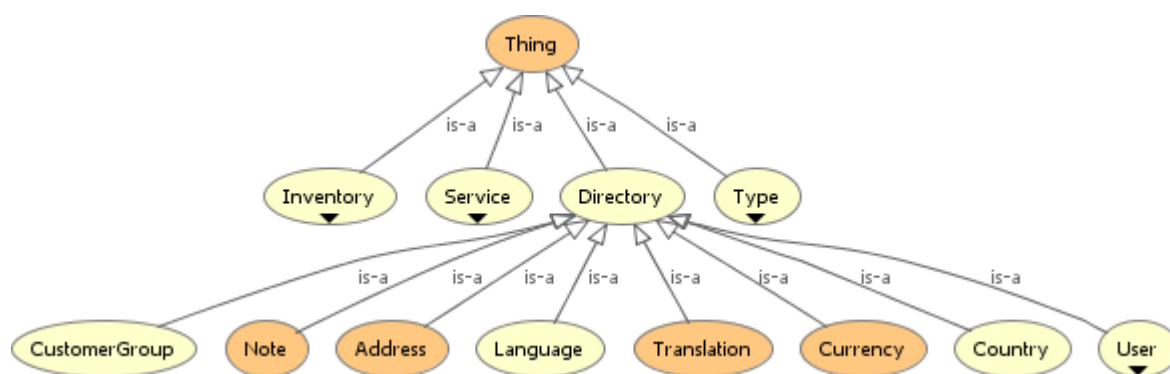 Thing
is-a is-a is-a is-a
Inventory Service Directory Type
is-a is-a is-a is-a is-a is-a is-a is-a
CustomerGroup Note Address Language Translation Currency Country User